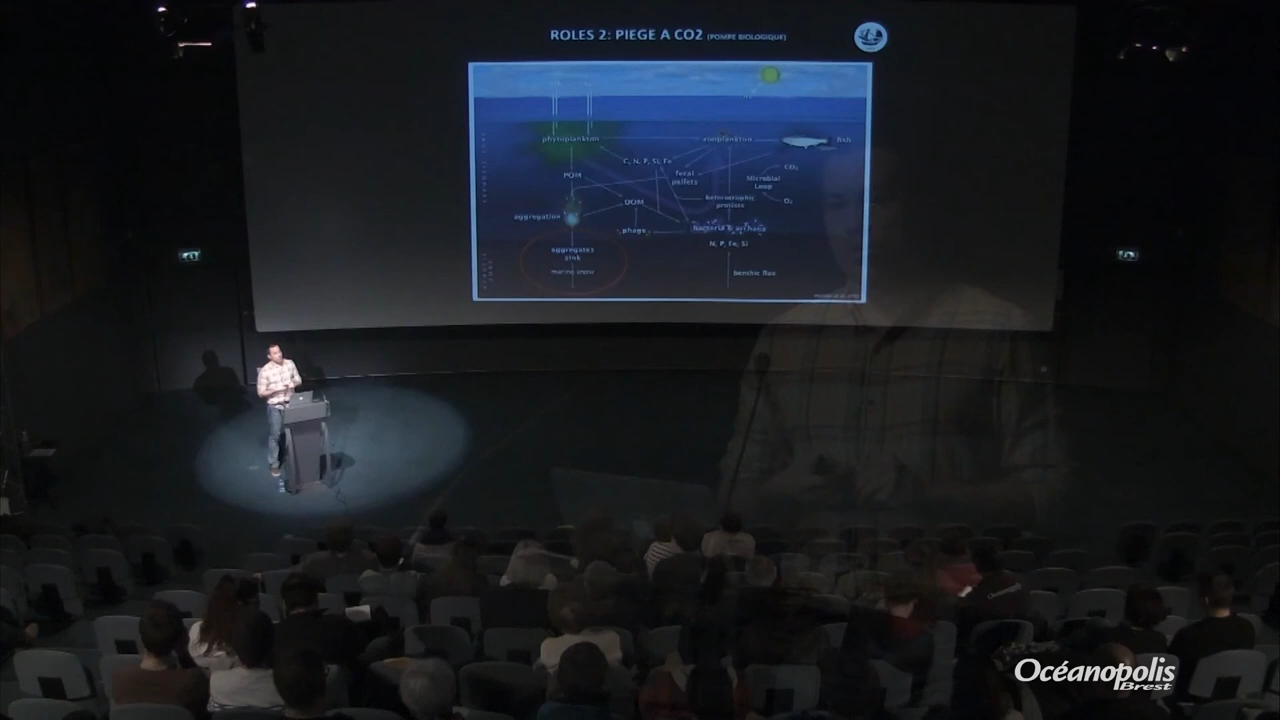 ROLES 2: PIEGE A CO2 (POMPE BIOLOGIQUE)
phytoplankton
zooplankton
fish
C, N, P, Si, Fe
CO₂
POM
fecal
pellets
Microbial
Loop
DOM
heterotrophic
protists
O₂
aggregation
phage
Bacteria & archaea
N, P, Fe, Si
aggregates
sink
marine snow
benthic flux
Océanopolis
Brest